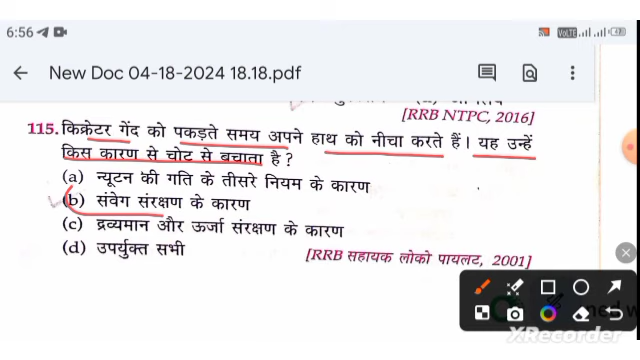 6:56
VoLTE
New Doc 04-18-2024 18.18.pdf
[RRB NTPC, 2016]
115. किक्रेटर गेंद को पकड़ते समय अपने हाथ को नीचा करते हैं। यह उन्हें
किस कारण से चोट से बचाता है?
(a) न्यूटन की गति के तीसरे नियम के कारण
(b) संवेग संरक्षण के कारण
(c) द्रव्यमान और ऊर्जा संरक्षण के कारण
(d) उपर्युक्त सभी
[RRB सहायक लोको पायलट, 2001]
XRecorder